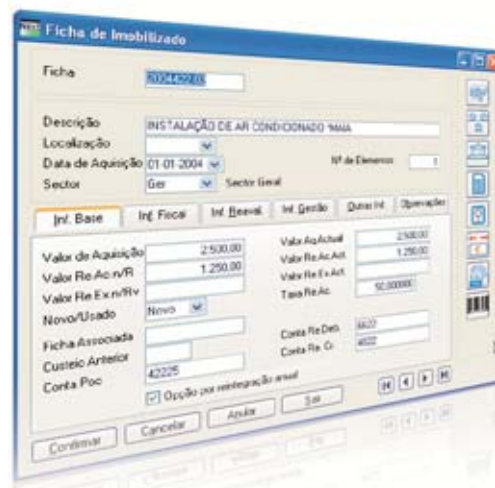 Ficha de Imobilizado
Ficha 2004422.03
Descrição INSTALAÇÃO DE AR CONDICIONADO
Localização
Data de Aquisição 01-01-2004 Nº de Elementos 1
Sector Ger Sector Geral
Inf. Base Inf. Fiscal Inf. Reaval. Inf. Gestão Outras Inf. Observações
Valor de Aquisição 2.500,00 Valor Aq.Actual 2.500,00
Valor Re.Ac.n/R 1.250,00 Valor Re.Ac.Act. 1.250,00
Valor Re.Ex.n/Rv Valor Re.Ex.Act.
Novo/Usado Novo Taxa Re.Ac. 50,000000
Ficha Associada
Custeio Anterior Conta Re.Deb. 6622
Conta Poc 42225 Conta Re. Cr. 4822
Opção por reintegração anual
Confirmar Cancelar Anular Sair